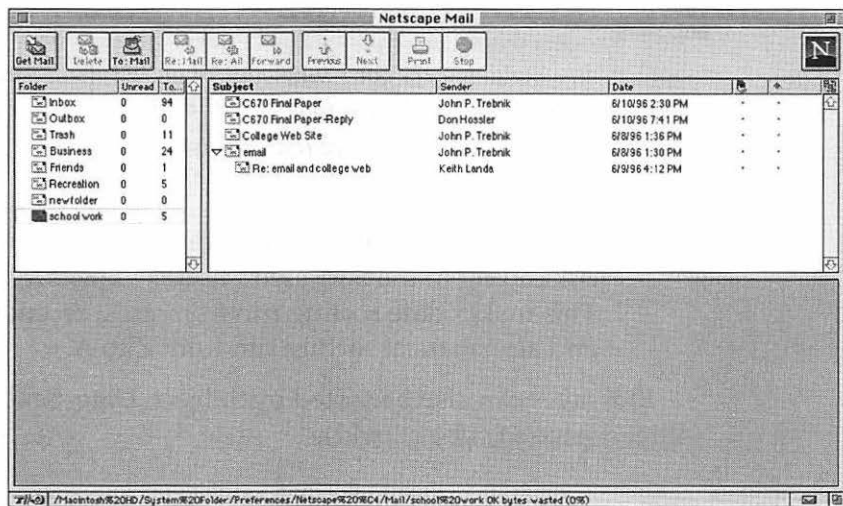 Netscape Mail
Get Mail Delete To: Mail Re: Mail Re: All Forward Previous Next Print Stop
N
Folder Unread To... Subject Sender Date
Inbox 0 94 C670 Final Paper John P. Trebnik 6/10/96 2:30 PM
Outbox 0 0 C670 Final Paper-Reply Don Hossler 6/10/96 7:41 PM
Trash 0 11 College Web Site John P. Trebnik 6/8/96 1:36 PM
Business 0 24 email John P. Trebnik 6/8/96 1:30 PM
Friends 0 1 Re: email and college web Keith Landa 6/9/96 4:12 PM
Recreation 0 5
newfolder 0 0
school work 0 5
/Macintosh%20HD/System%20Folder/Preferences/Netscape%20%C4/Mail/school%20work 0K bytes wasted (0%)